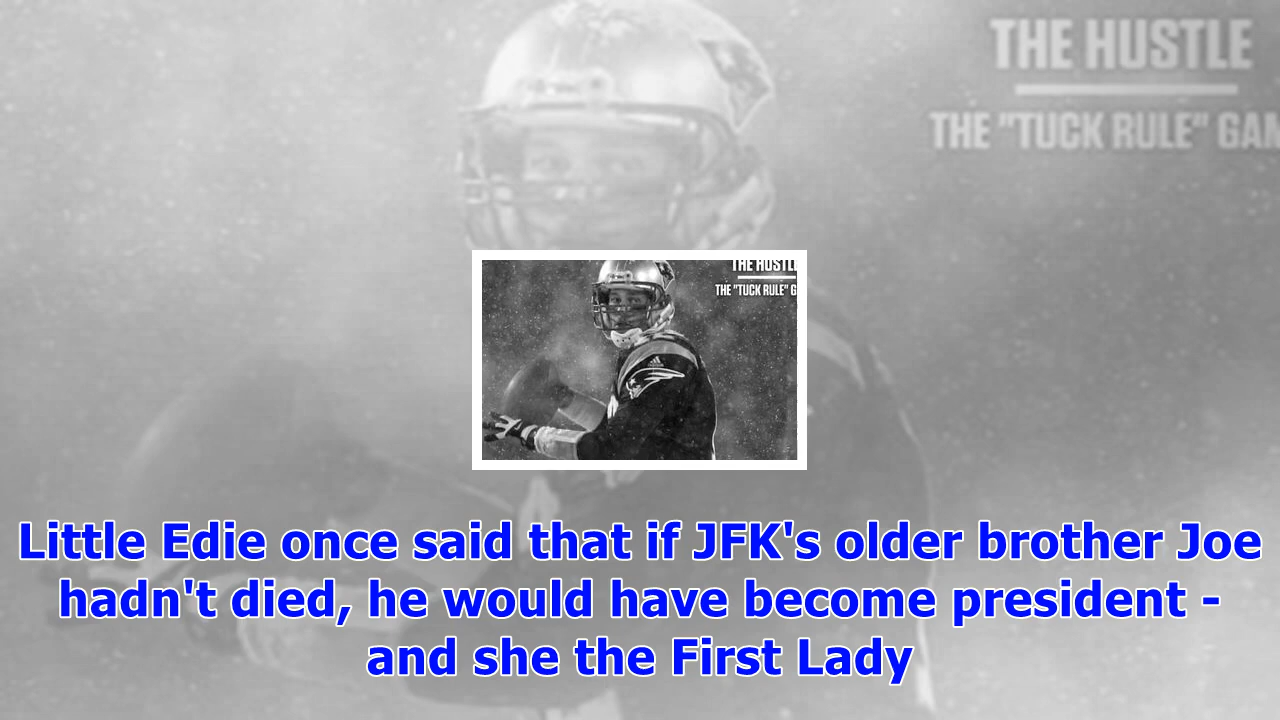 THE HUSTLE
THE "TUCK RULE" GAM
THE HUSTLE
THE "TUCK RULE" G
Little Edie once said that if JFK's older brother Joe
hadn't died, he would have become president -
and she the First Lady